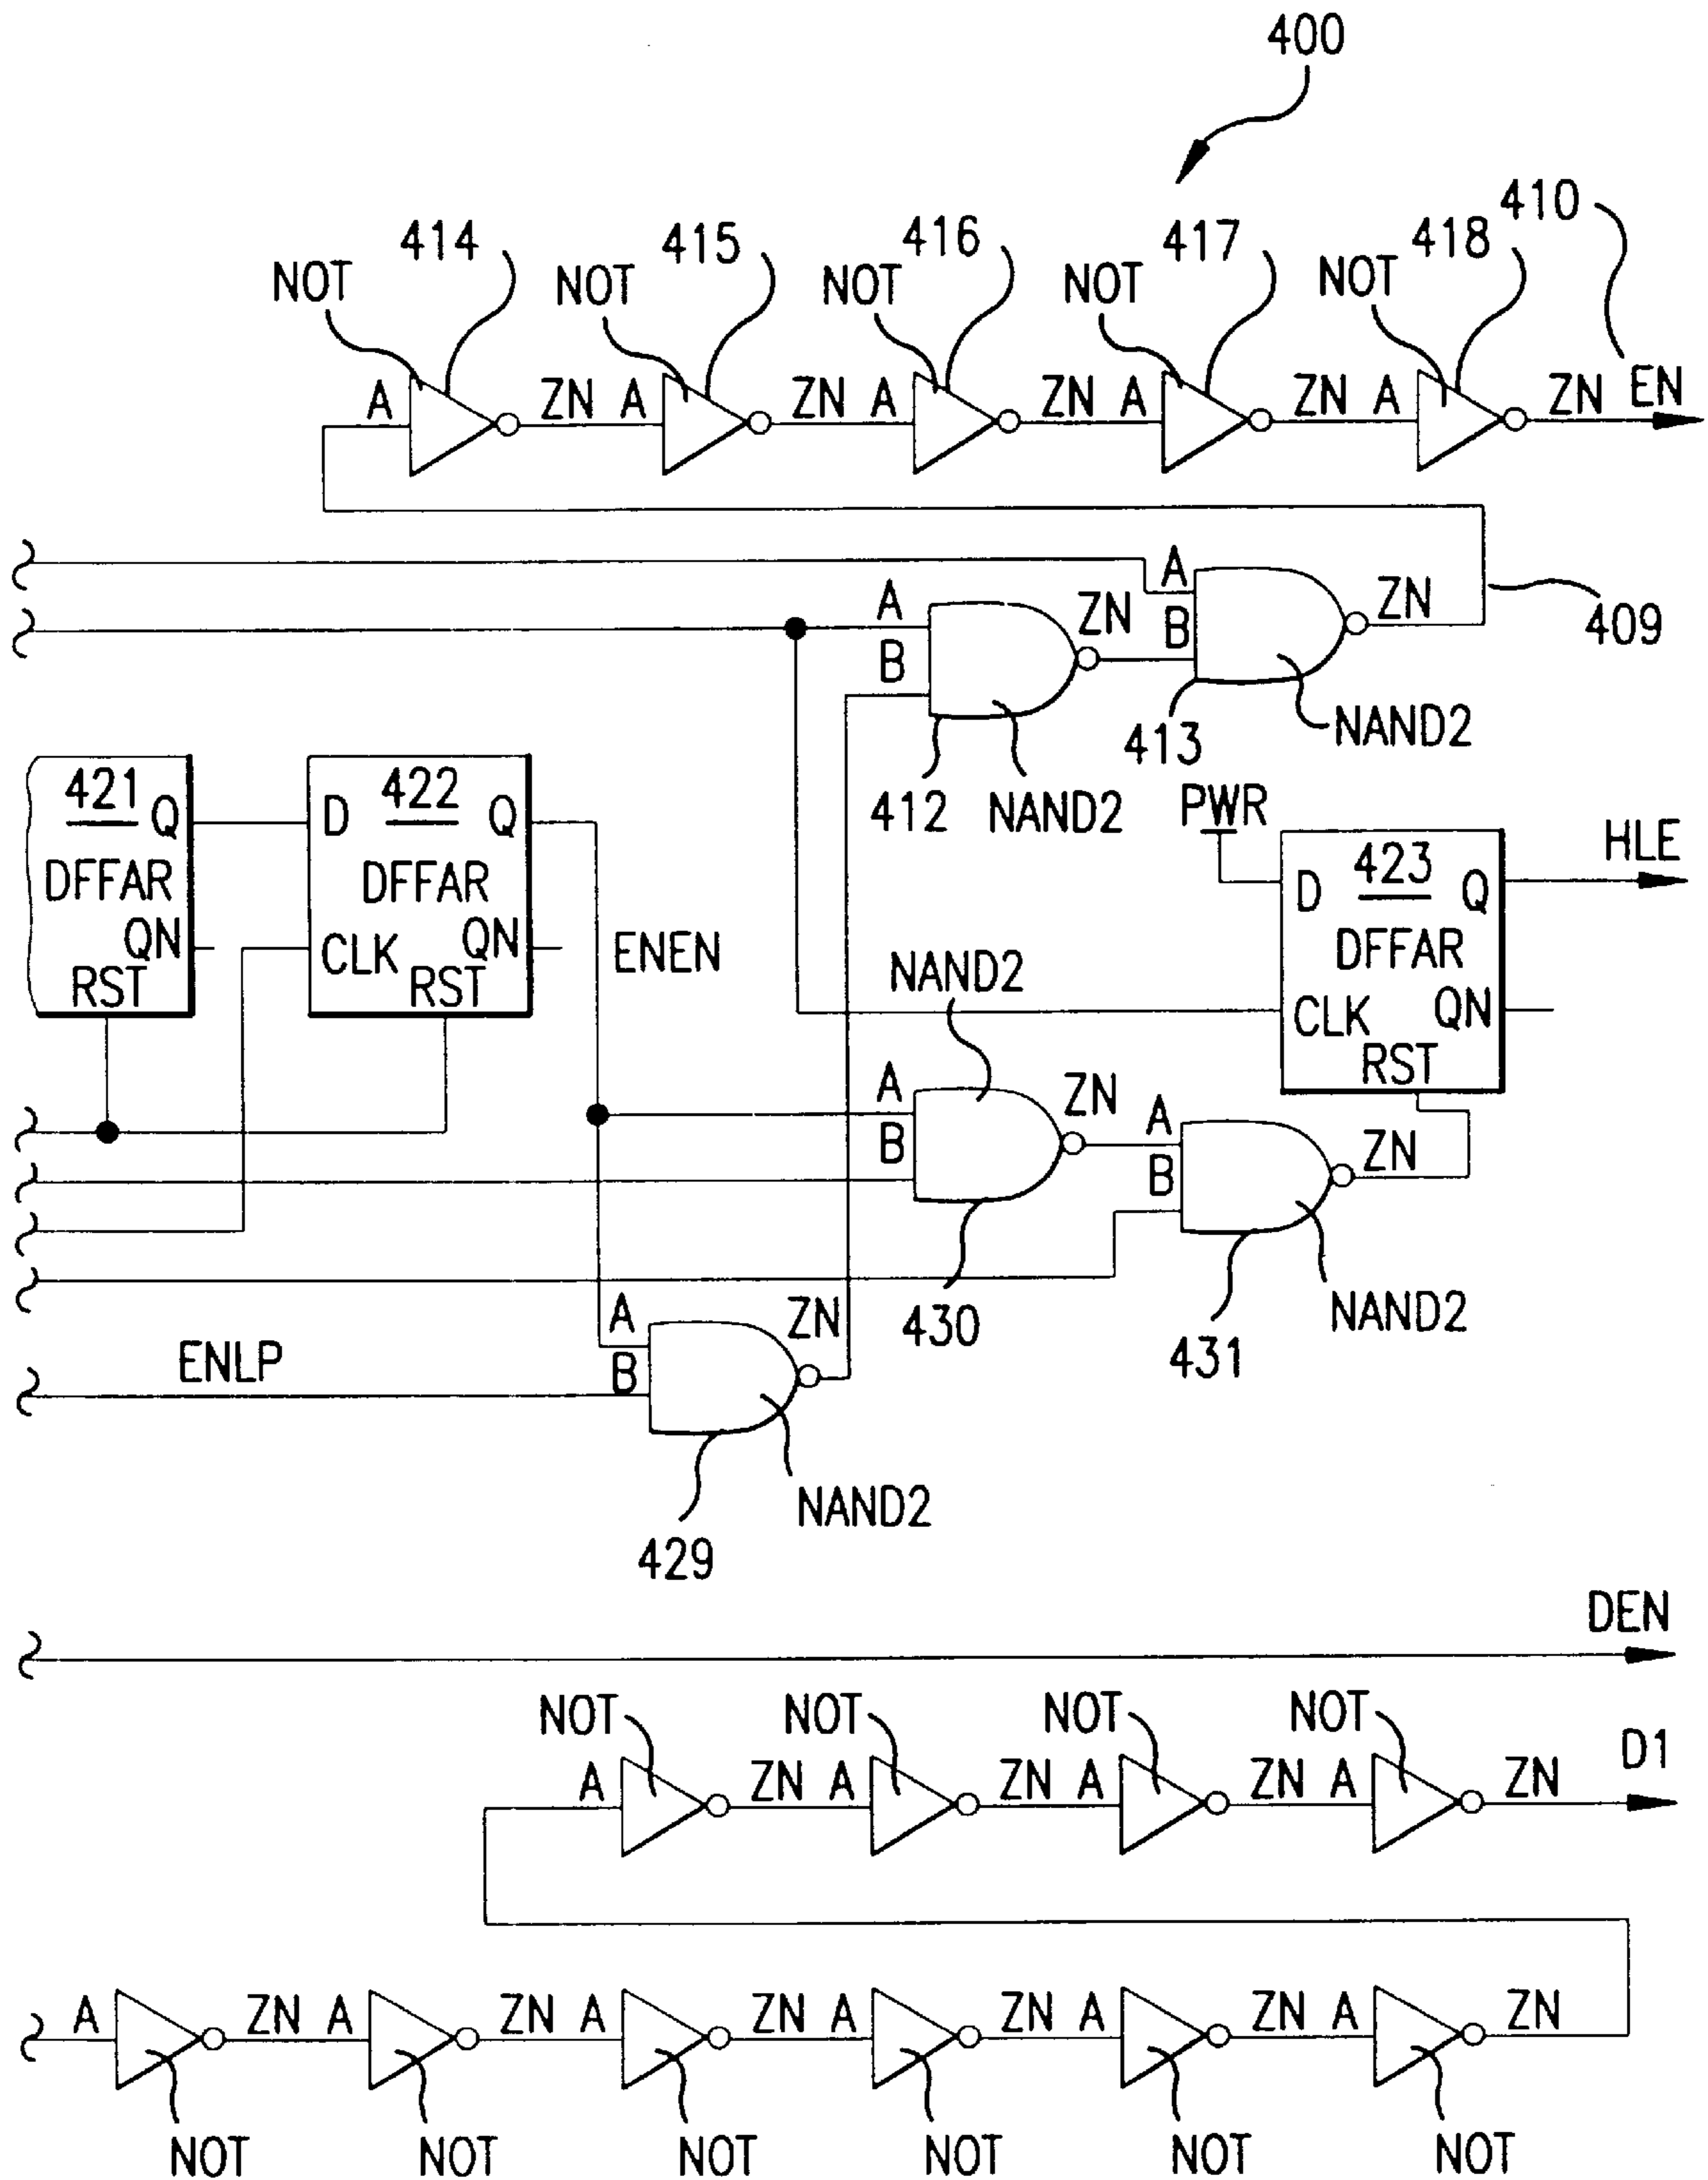 400
410
414 415 416 417 418
NOT NOT NOT NOT NOT
A ZN A ZN A ZN A ZN A ZN EN
A
A ZN ZN
B B
409
413 NAND2
412 NAND2
PWR
421 Q
DFFAR
QN
RST
D 422 Q
DFFAR
CLK QN
RST
ENEN
HLE
D 423 Q
DFFAR
CLK QN
RST
NAND2
A ZN A
B B ZN
430
431 NAND2
ENLP
A ZN
B
NAND2
429
DEN
NOT NOT NOT NOT
D1
A ZN A ZN A ZN A ZN
A ZN A ZN A ZN A ZN A ZN A ZN
NOT NOT NOT NOT NOT NOT